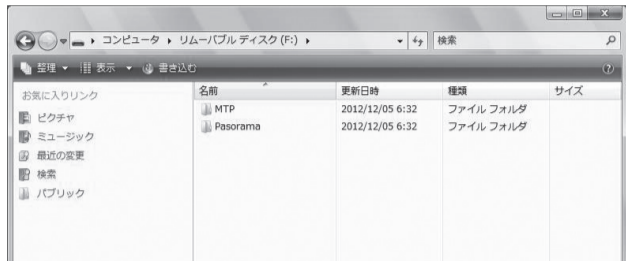 コンピュータ ▸ リムーバブル ディスク (F:) ▸ 検索
整理 表示 書き込む
お気に入りリンク
ピクチャ
ミュージック
最近の変更
検索
パブリック
名前 更新日時 種類 サイズ
MTP 2012/12/05 6:32 ファイル フォルダ
Pasorama 2012/12/05 6:32 ファイル フォルダ